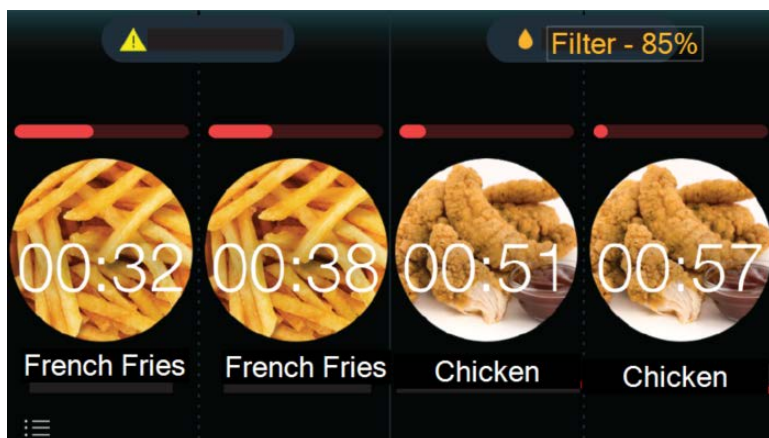 Filter - 85%
00:32 00:38 00:51 00:57
French Fries French Fries Chicken Chicken